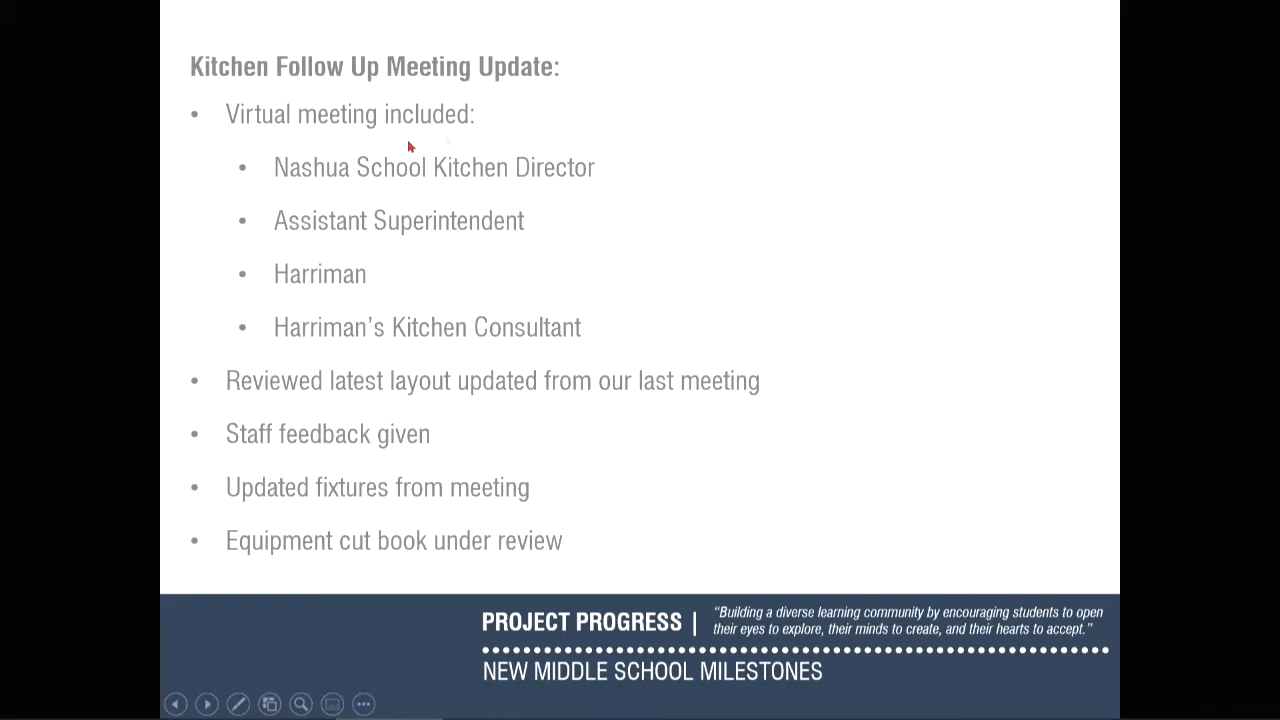 Kitchen Follow Up Meeting Update:
• Virtual meeting included:
• Nashua School Kitchen Director
• Assistant Superintendent
• Harriman
• Harriman’s Kitchen Consultant
• Reviewed latest layout updated from our last meeting
• Staff feedback given
• Updated fixtures from meeting
• Equipment cut book under review
PROJECT PROGRESS |
“Building a diverse learning community by encouraging students to open
their eyes to explore, their minds to create, and their hearts to accept.”
NEW MIDDLE SCHOOL MILESTONES